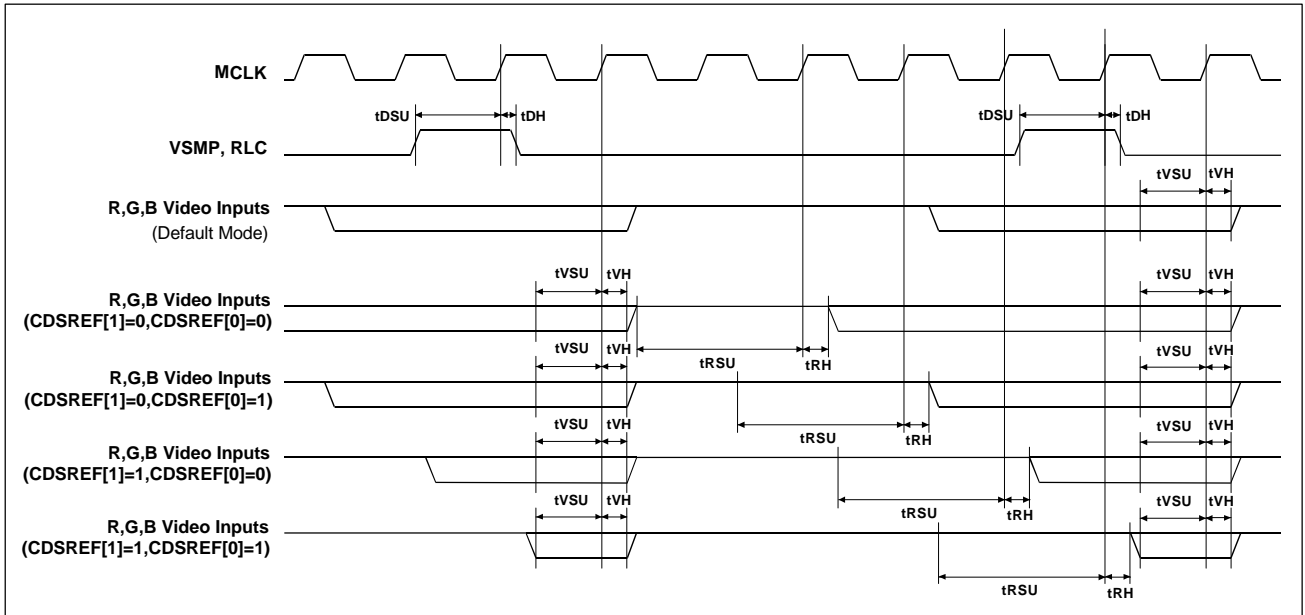 MCLK
tDSU
tDH
tDSU
tDH
VSMP, RLC
tVSU
tVH
R,G,B Video Inputs
(Default Mode)
tVSU
tVH
tVSU
tVH
R,G,B Video Inputs
(CDSREF[1]=0,CDSREF[0]=0)
tRSU
tRH
tVSU
tVH
tVSU
tVH
R,G,B Video Inputs
(CDSREF[1]=0,CDSREF[0]=1)
tRSU
tRH
tVSU
tVH
tVSU
tVH
R,G,B Video Inputs
(CDSREF[1]=1,CDSREF[0]=0)
tRSU
tRH
tVSU
tVH
tVSU
tVH
R,G,B Video Inputs
(CDSREF[1]=1,CDSREF[0]=1)
tRSU
tRH